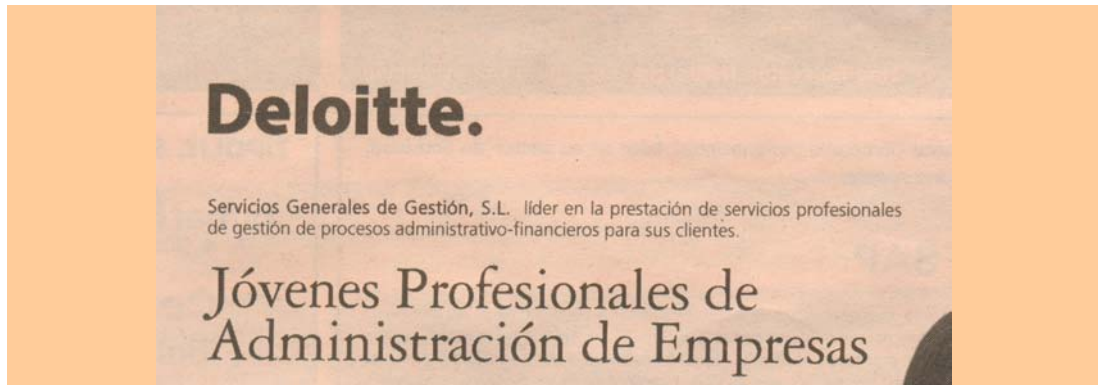 Deloitte.
Servicios Generales de Gestión, S.L. líder en la prestación de servicios profesionales
de gestión de procesos administrativo-financieros para sus clientes.
Jóvenes Profesionales de
Administración de Empresas